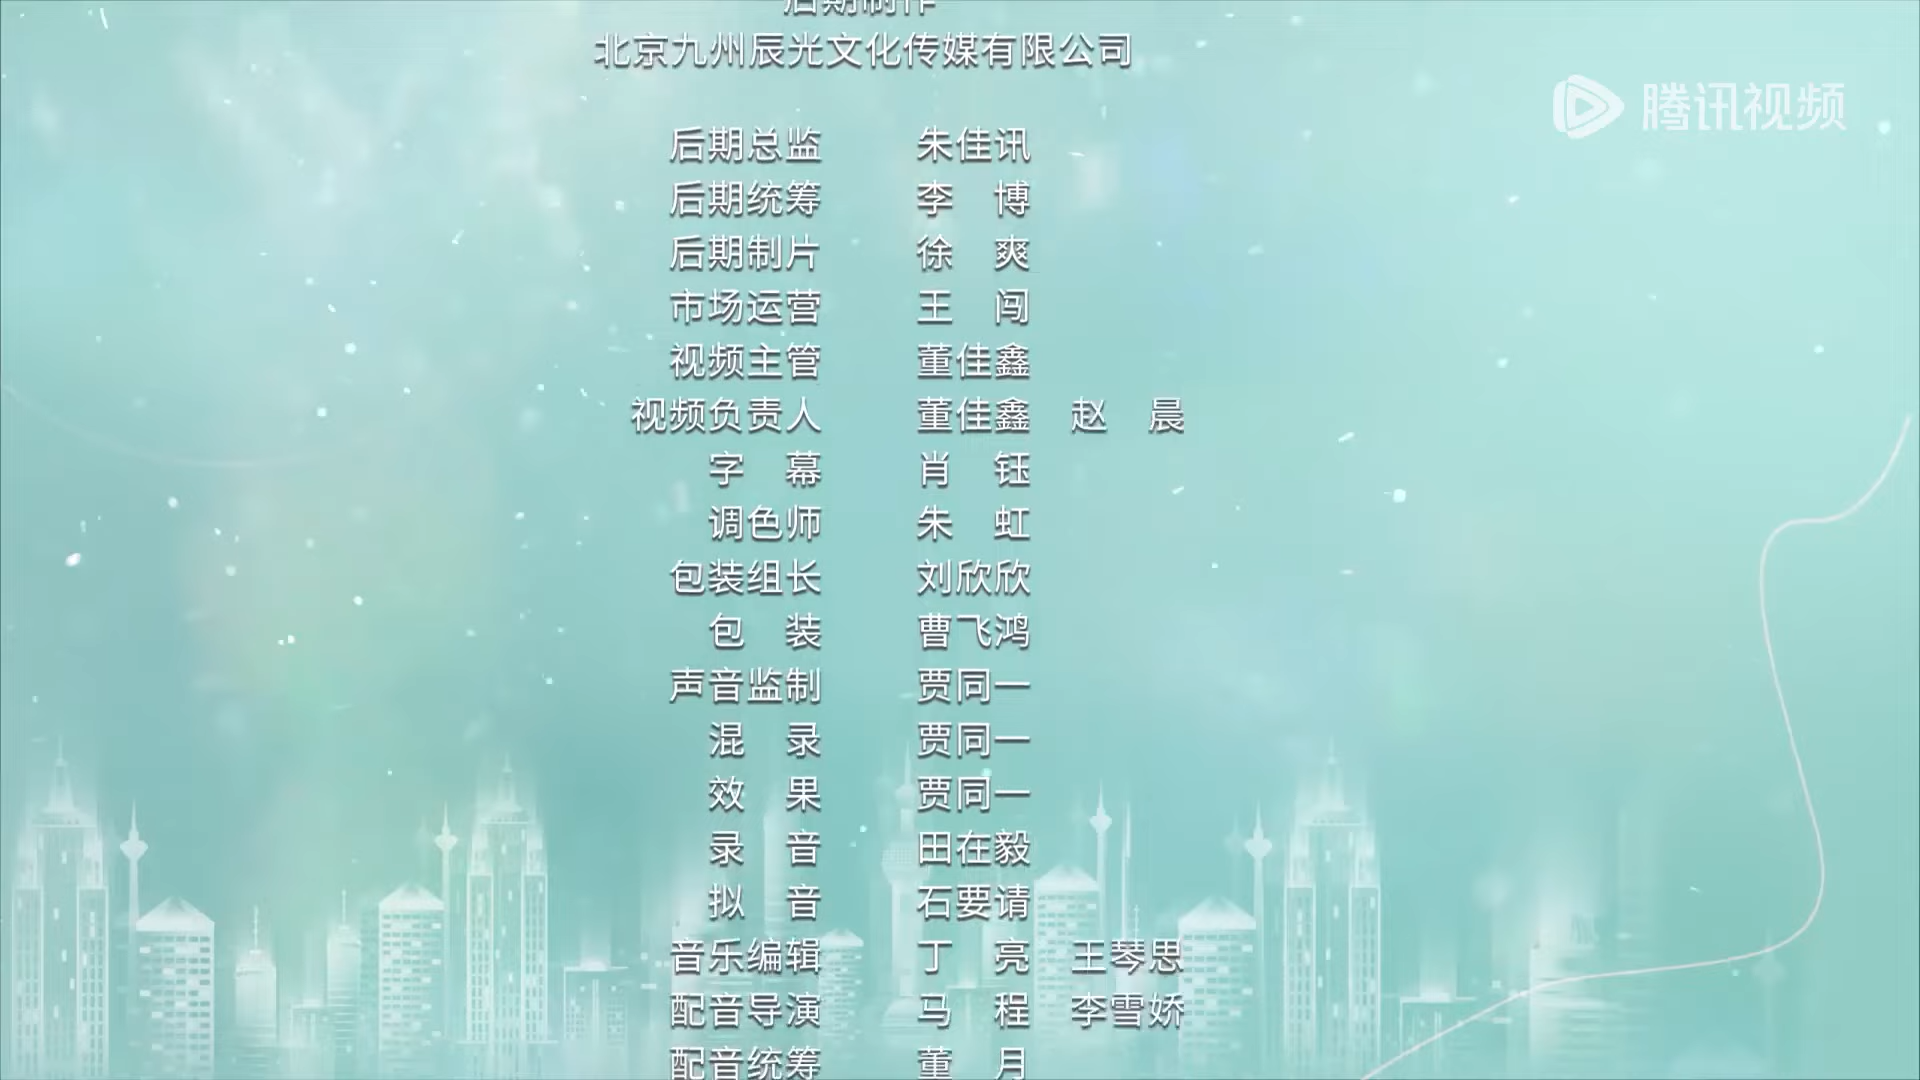 后期制作
北京九州辰光文化传媒有限公司
腾讯视频
后期总监 朱佳讯
后期统筹 李 博
后期制片 徐 爽
市场运营 王 闯
视频主管 董佳鑫
视频负责人 董佳鑫 赵 晨
字 幕 肖 钰
调色师 朱 虹
包装组长 刘欣欣
包 装 曹飞鸿
声音监制 贾同一
混 录 贾同一
效 果 贾同一
录 音 田在毅
拟 音 石要请
音乐编辑 丁 亮 王琴思
配音导演 马 程 李雪娇
配音统筹 董 月